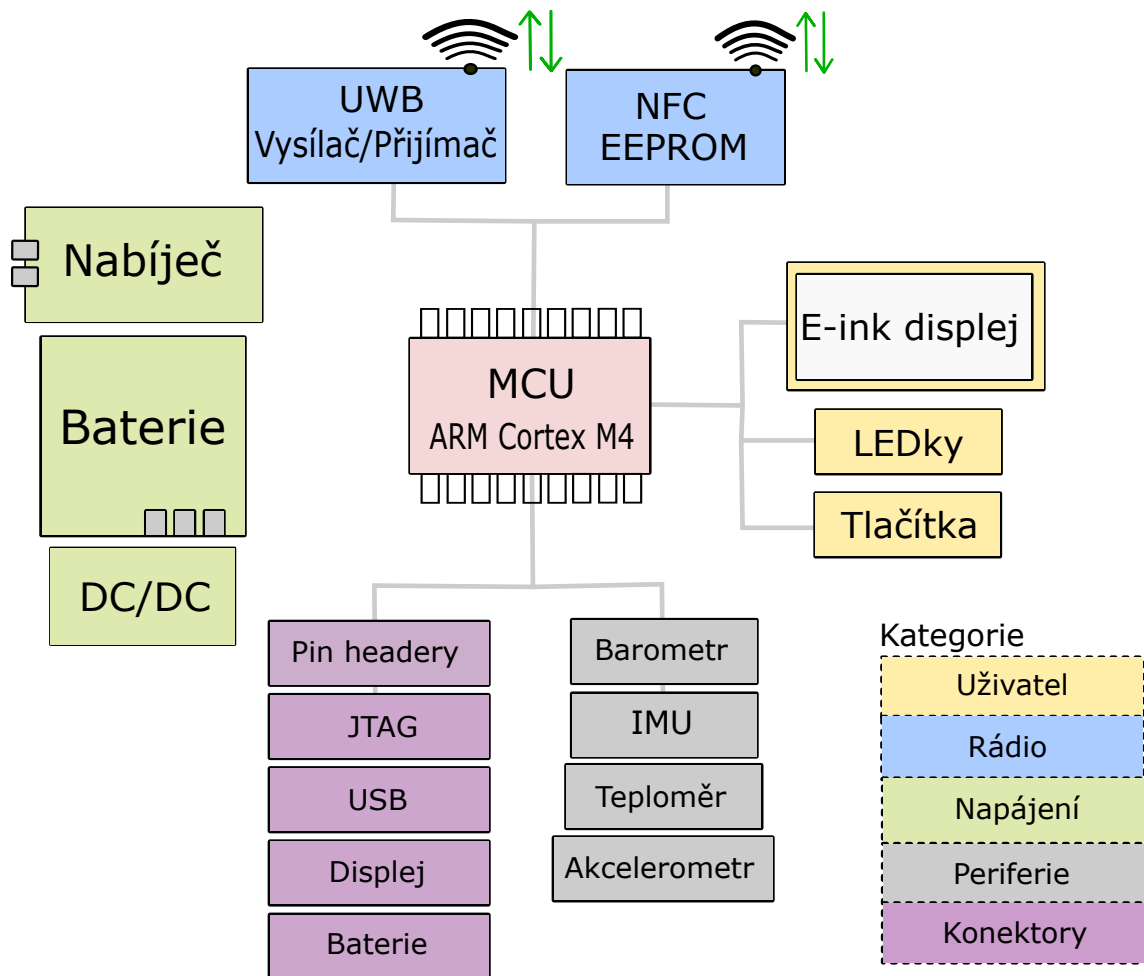 UWB
Vysílač/Přijímač
NFC
EEPROM
Nabíječ
Baterie
DC/DC
MCU
ARM Cortex M4
E-ink displej
LEDky
Tlačítka
Pin headery
JTAG
USB
Displej
Baterie
Barometr
IMU
Teploměr
Akcelerometr
Kategorie
Uživatel
Rádio
Napájení
Periferie
Konektory